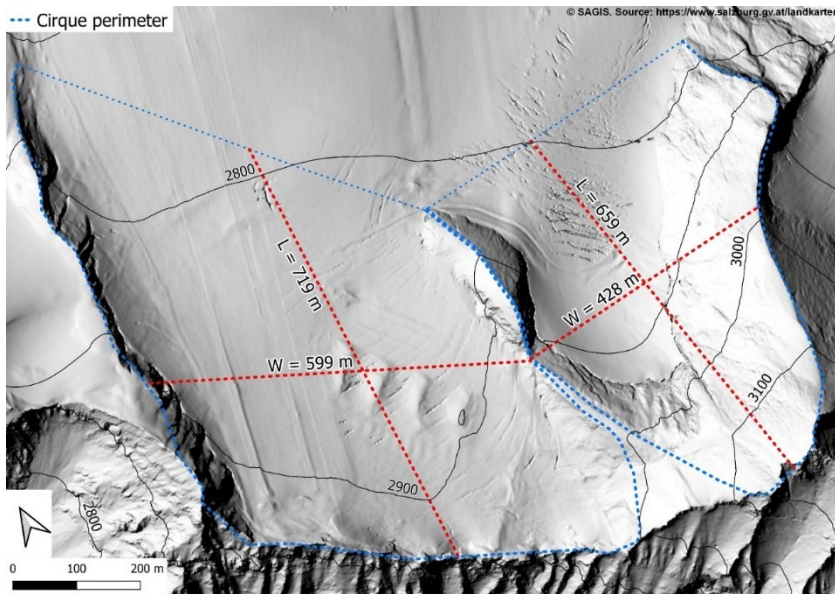 Cirque perimeter
© SAGIS. Source: https://www.salzburg.gv.at/landkarten
2800
L = 719 m
L = 659 m
3000
W = 428 m
W = 599 m
3100
2900
2800
0 100 200 m